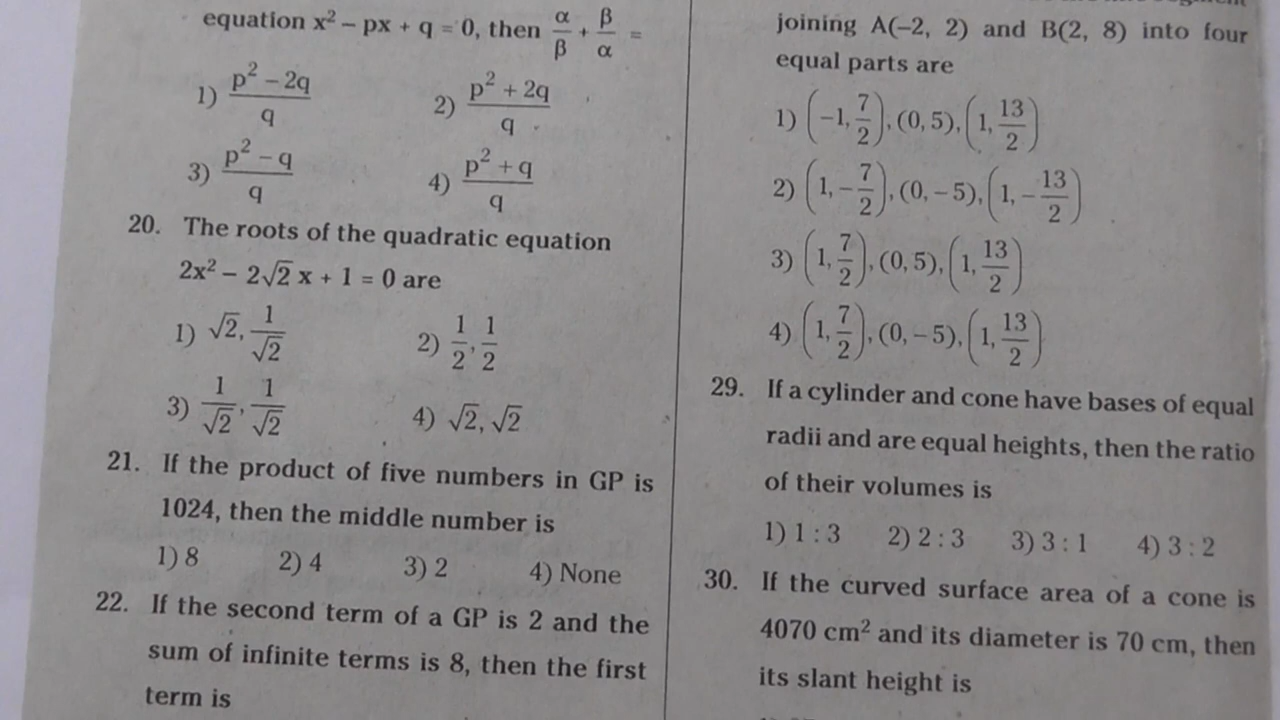 equation x² – px + q = 0, then α/β + β/α =
1) (p² – 2q)/q 2) (p² + 2q)/q
3) (p² – q)/q 4) (p² + q)/q
20. The roots of the quadratic equation
2x² – 2√2 x + 1 = 0 are
1) √2, 1/√2 2) 1/2, 1/2
3) 1/√2, 1/√2 4) √2, √2
21. If the product of five numbers in GP is
1024, then the middle number is
1) 8 2) 4 3) 2 4) None
22. If the second term of a GP is 2 and the
sum of infinite terms is 8, then the first
term is
joining A(–2, 2) and B(2, 8) into four
equal parts are
1) (–1, 7/2), (0, 5), (1, 13/2)
2) (1, –7/2), (0, –5), (1, –13/2)
3) (1, 7/2), (0, 5), (1, 13/2)
4) (1, 7/2), (0, –5), (1, 13/2)
29. If a cylinder and cone have bases of equal
radii and are equal heights, then the ratio
of their volumes is
1) 1 : 3 2) 2 : 3 3) 3 : 1 4) 3 : 2
30. If the curved surface area of a cone is
4070 cm² and its diameter is 70 cm, then
its slant height is